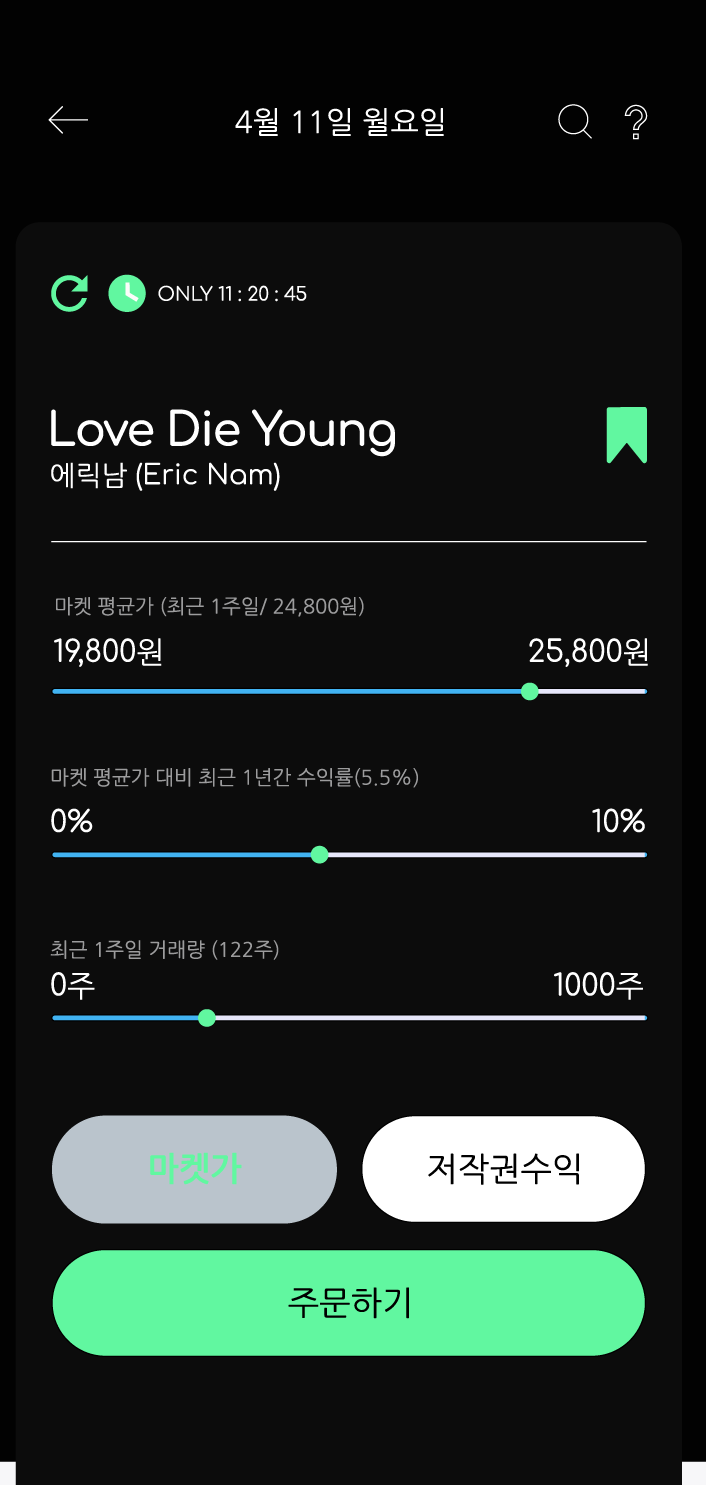 4월 11일 월요일
ONLY 11 : 20 : 45
Love Die Young
에릭남 (Eric Nam)
마켓 평균가 (최근 1주일/ 24,800원)
19,800원 25,800원
마켓 평균가 대비 최근 1년간 수익률(5.5%)
0% 10%
최근 1주일 거래량 (122주)
0주 1000주
마켓가 저작권수익
주문하기